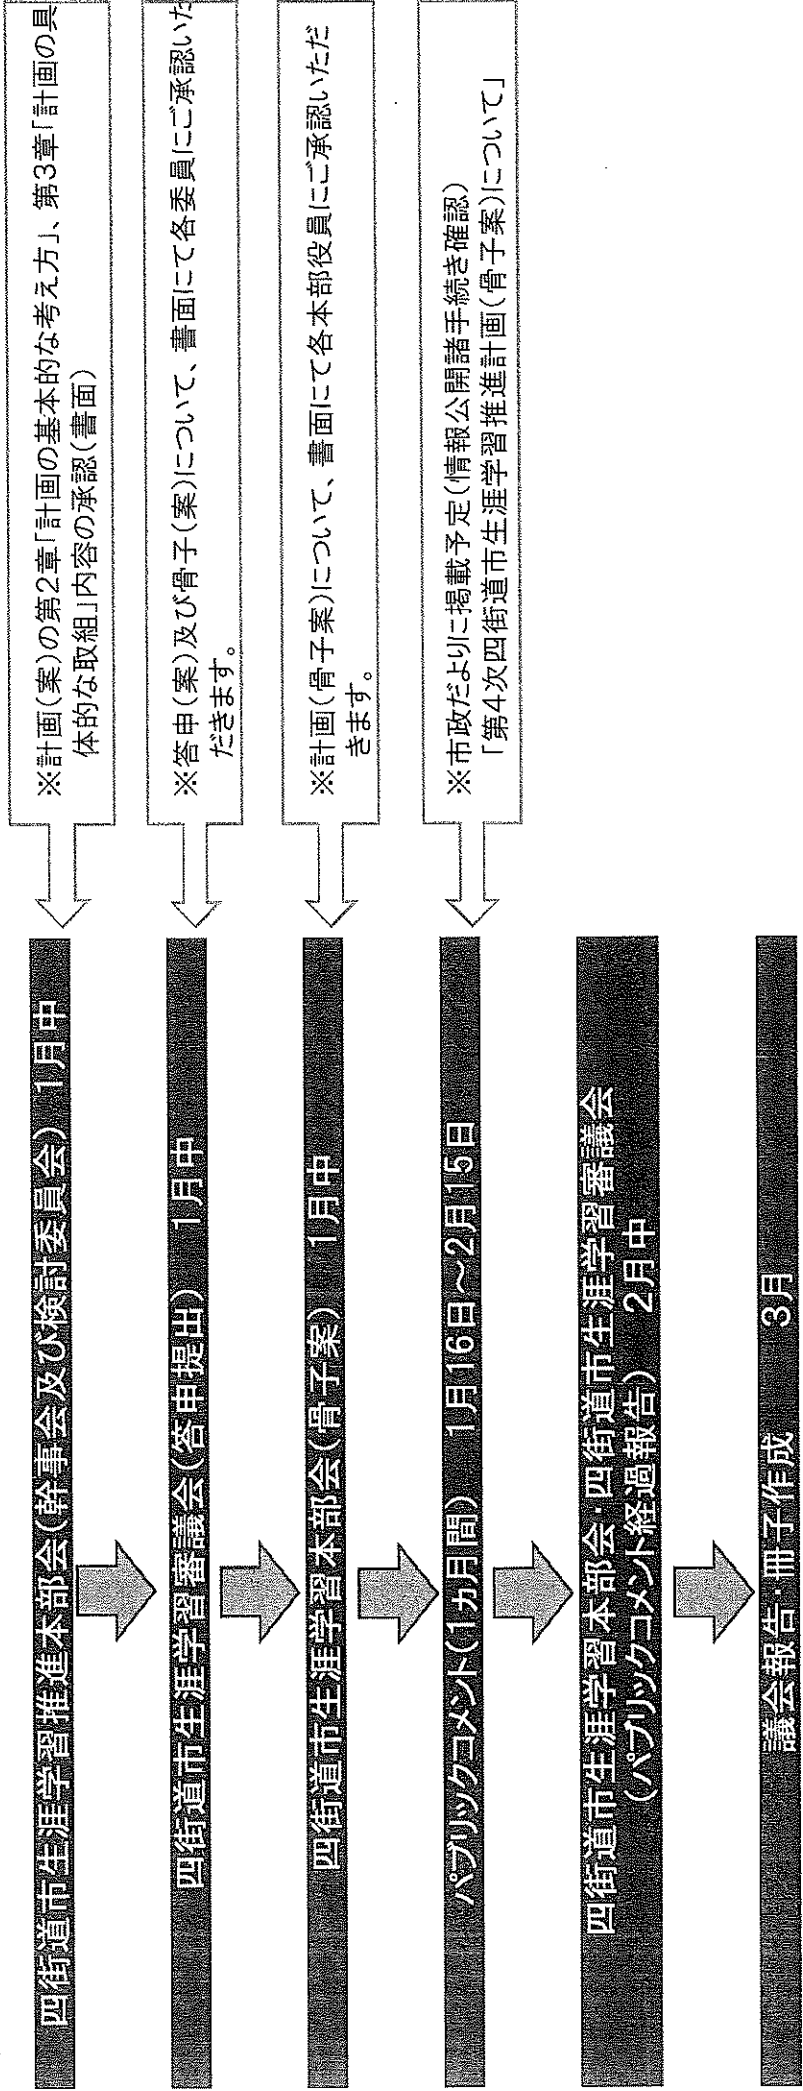 四街道市生涯学習推進本部会(幹事会及び検討委員会) 1月中
※計画(案)の第2章「計画の基本的な考え方」、第3章「計画の具
体的な取組」内容の承認(書面)
四街道市生涯学習審議会(答申提出) 1月中
※答申(案)及び骨子(案)について、書面にて各委員にご承認いた
だきます。
四街道市生涯学習本部会(骨子案) 1月中
※計画(骨子案)について、書面にて各本部役員にご承認いただ
きます。
パブリックコメント(1カ月間) 1月16日~2月15日
※市政だよりに掲載予定(情報公開諸手続き確認)
「第4次四街道市生涯学習推進計画(骨子案)について」
四街道市生涯学習本部会・四街道市生涯学習審議会
(パブリックコメント経過報告) 2月中
議会報告・冊子作成 3月